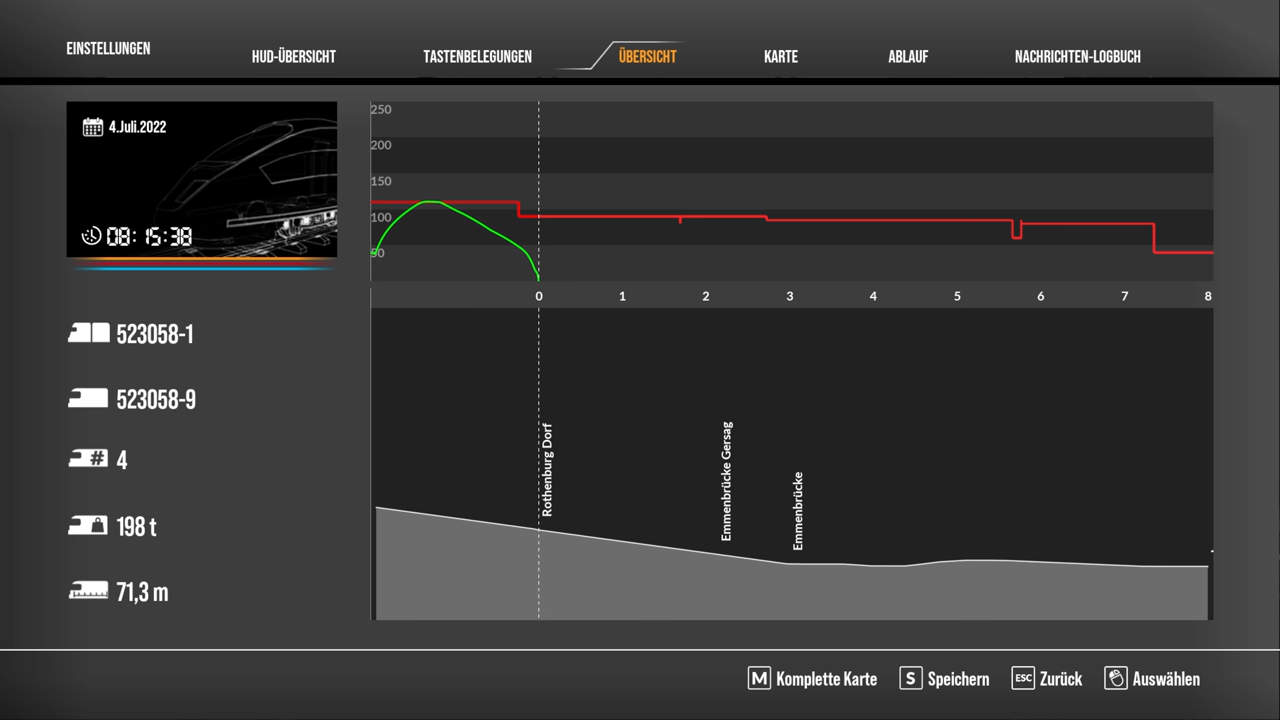 EINSTELLUNGEN
HUD-ÜBERSICHT
TASTENBELEGUNGEN
ÜBERSICHT
KARTE
ABLAUF
NACHRICHTEN-LOGBUCH
4.Juli.2022
08:15:38
523058-1
523058-9
# 4
198 t
71,3 m
250
200
150
100
50
0 1 2 3 4 5 6 7 8
Rothenburg Dorf
Emmenbrücke Gersag
Emmenbrücke
M Komplette Karte
S Speichern
ESC Zurück
Auswählen